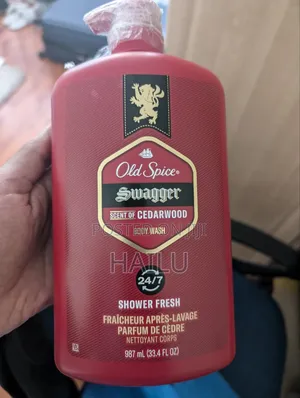 Old Spice
Swagger
SCENT OF CEDARWOOD
BODY WASH
HAILU
24/7
SHOWER FRESH
FRAÎCHEUR APRÈS-LAVAGE
PARFUM DE CÈDRE
NETTOYANT CORPS
987 mL (33.4 FL OZ)